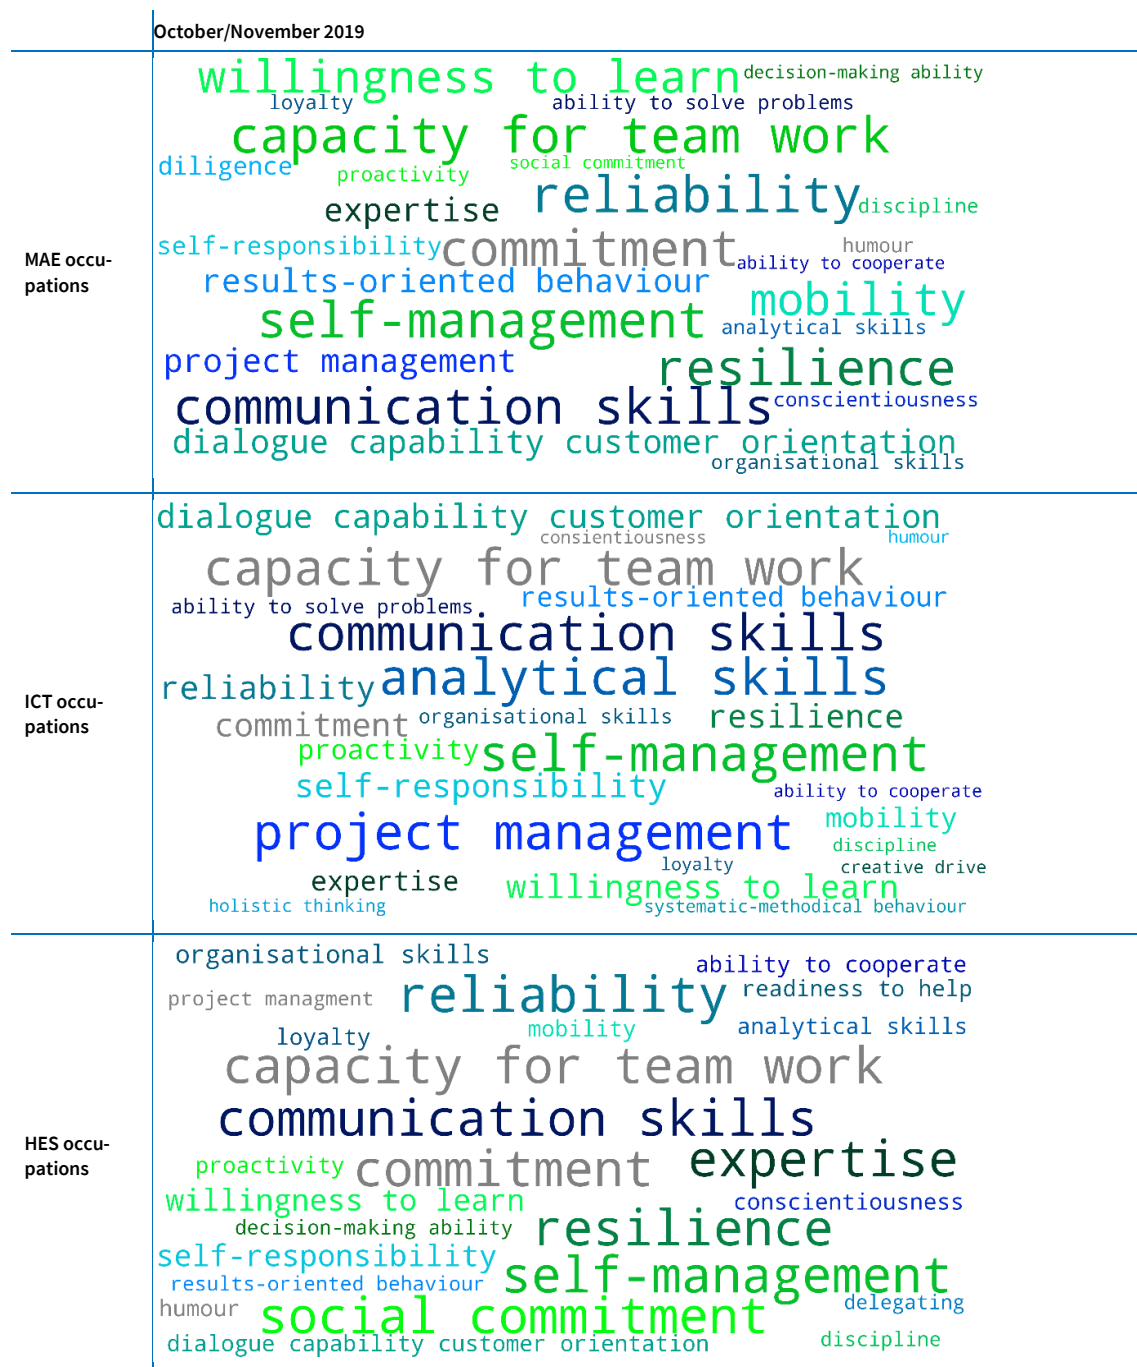 October/November 2019
willingness to learn decision-making ability
loyalty ability to solve problems
capacity for team work
diligence proactivity social commitment
expertise reliability discipline
self-responsibility commitment humour
ability to cooperate
MAE occu-
pations
results-oriented behaviour mobility
self-management analytical skills
project management resilience
communication skills conscientiousness
dialogue capability customer orientation
organisational skills
dialogue capability customer orientation
consientiousness humour
capacity for team work
ability to solve problems results-oriented behaviour
communication skills
reliability analytical skills
ICT occu-
pations
commitment organisational skills resilience
proactivity self-management
self-responsibility ability to cooperate
project management mobility
discipline
loyalty creative drive
expertise willingness to learn
holistic thinking systematic-methodical behaviour
organisational skills ability to cooperate
project managment reliability readiness to help
loyalty mobility analytical skills
capacity for team work
communication skills
HES occu-
pations
proactivity commitment expertise
willingness to learn conscientiousness
decision-making ability resilience
self-responsibility
results-oriented behaviour self-management
humour social commitment delegating
dialogue capability customer orientation discipline